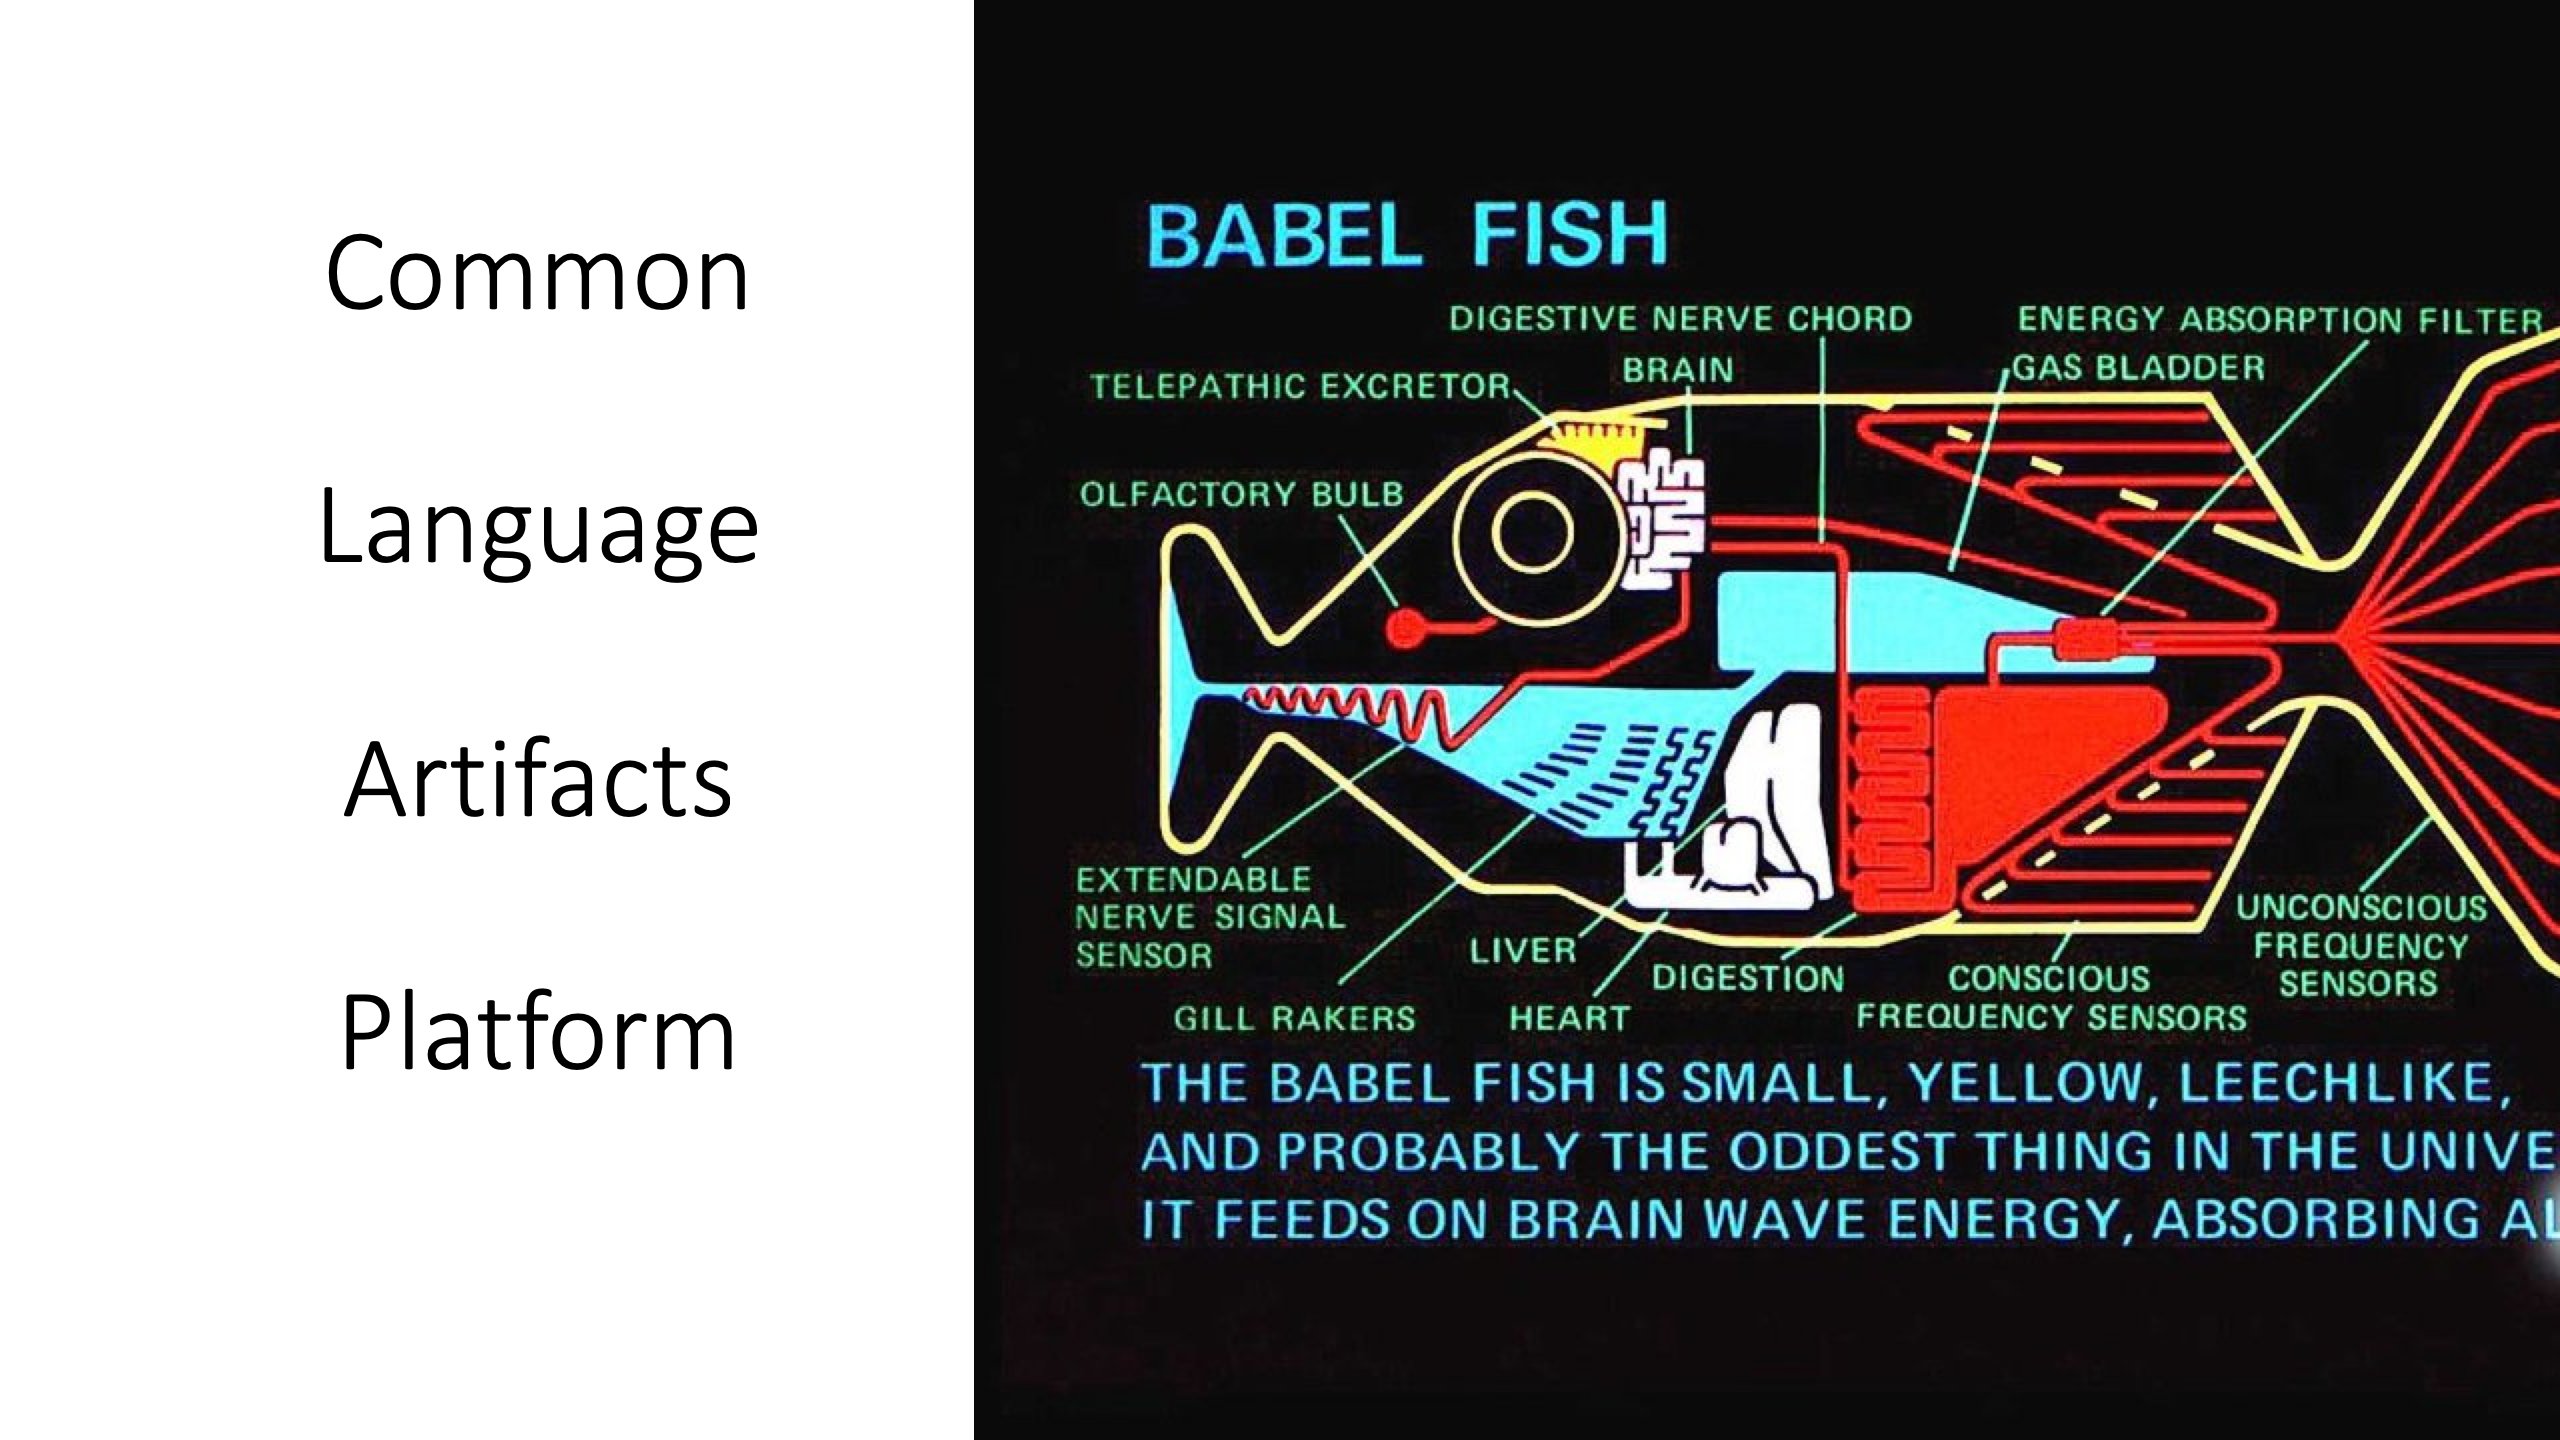 Common
Language
Artifacts
Platform
BABEL FISH
DIGESTIVE NERVE CHORD
ENERGY ABSORPTION FILTER
TELEPATHIC EXCRETOR
BRAIN
GAS BLADDER
OLFACTORY BULB
EXTENDABLE
NERVE SIGNAL
SENSOR
GILL RAKERS
LIVER
HEART
DIGESTION
CONSCIOUS
FREQUENCY SENSORS
UNCONSCIOUS
FREQUENCY
SENSORS
THE BABEL FISH IS SMALL, YELLOW, LEECHLIKE,
AND PROBABLY THE ODDEST THING IN THE UNIVE
IT FEEDS ON BRAIN WAVE ENERGY, ABSORBING AL